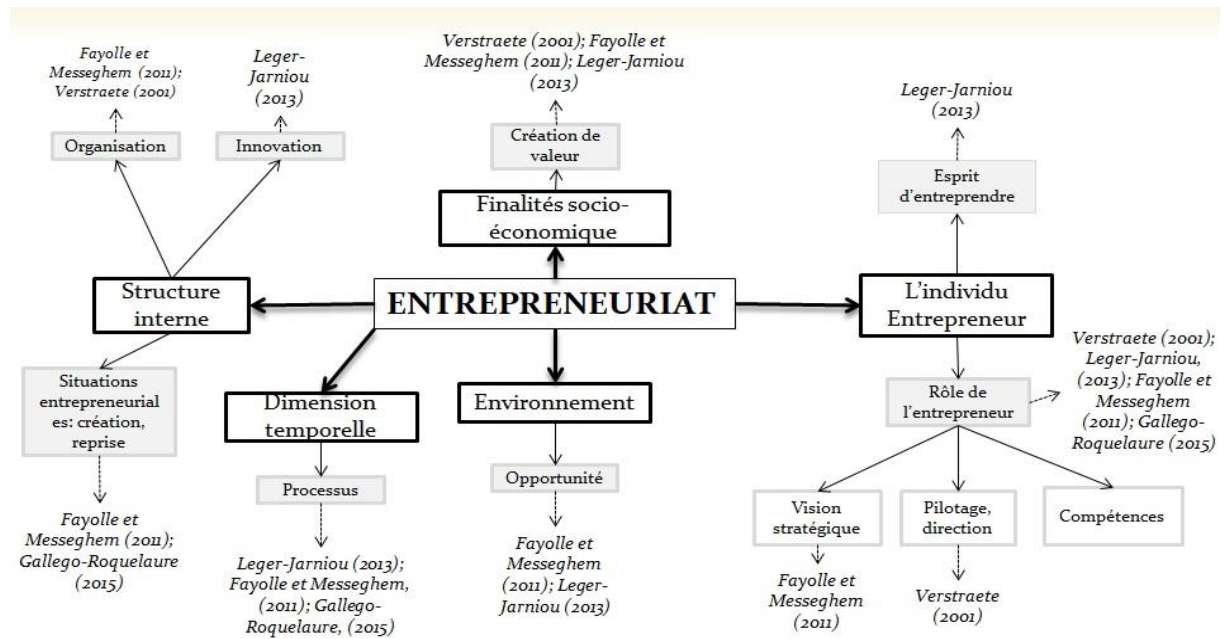 Fayolle et
Messeghem (2011);
Verstraete (2001)
Organisation
Leger-
Jarniou
(2013)
Innovation
Verstraete (2001); Fayolle et
Messeghem (2011); Leger-Jarniou
(2013)
Création de
valeur
Finalités socio-
économique
Leger-Jarniou
(2013)
Esprit
d'entreprendre
Structure
interne
ENTREPRENEURIAT
L'individu
Entrepreneur
Situations
entrepreneurial
es: création,
reprise
Fayolle et
Messeghem (2011);
Gallego-Roquelaure
(2015)
Dimension
temporelle
Processus
Leger-Jarniou (2013);
Fayolle et Messeghem,
(2011); Gallego-
Roquelaure, (2015)
Environnement
Opportunité
Fayolle et
Messeghem
(2011); Leger-
Jarniou (2013)
Rôle de
l'entrepreneur
Verstraete (2001);
Leger-Jarniou,
(2013); Fayolle et
Messeghem
(2011); Gallego-
Roquelaure (2015)
Vision
stratégique
Fayolle et
Messeghem
(2011)
Pilotage,
direction
Verstraete
(2001)
Compétences